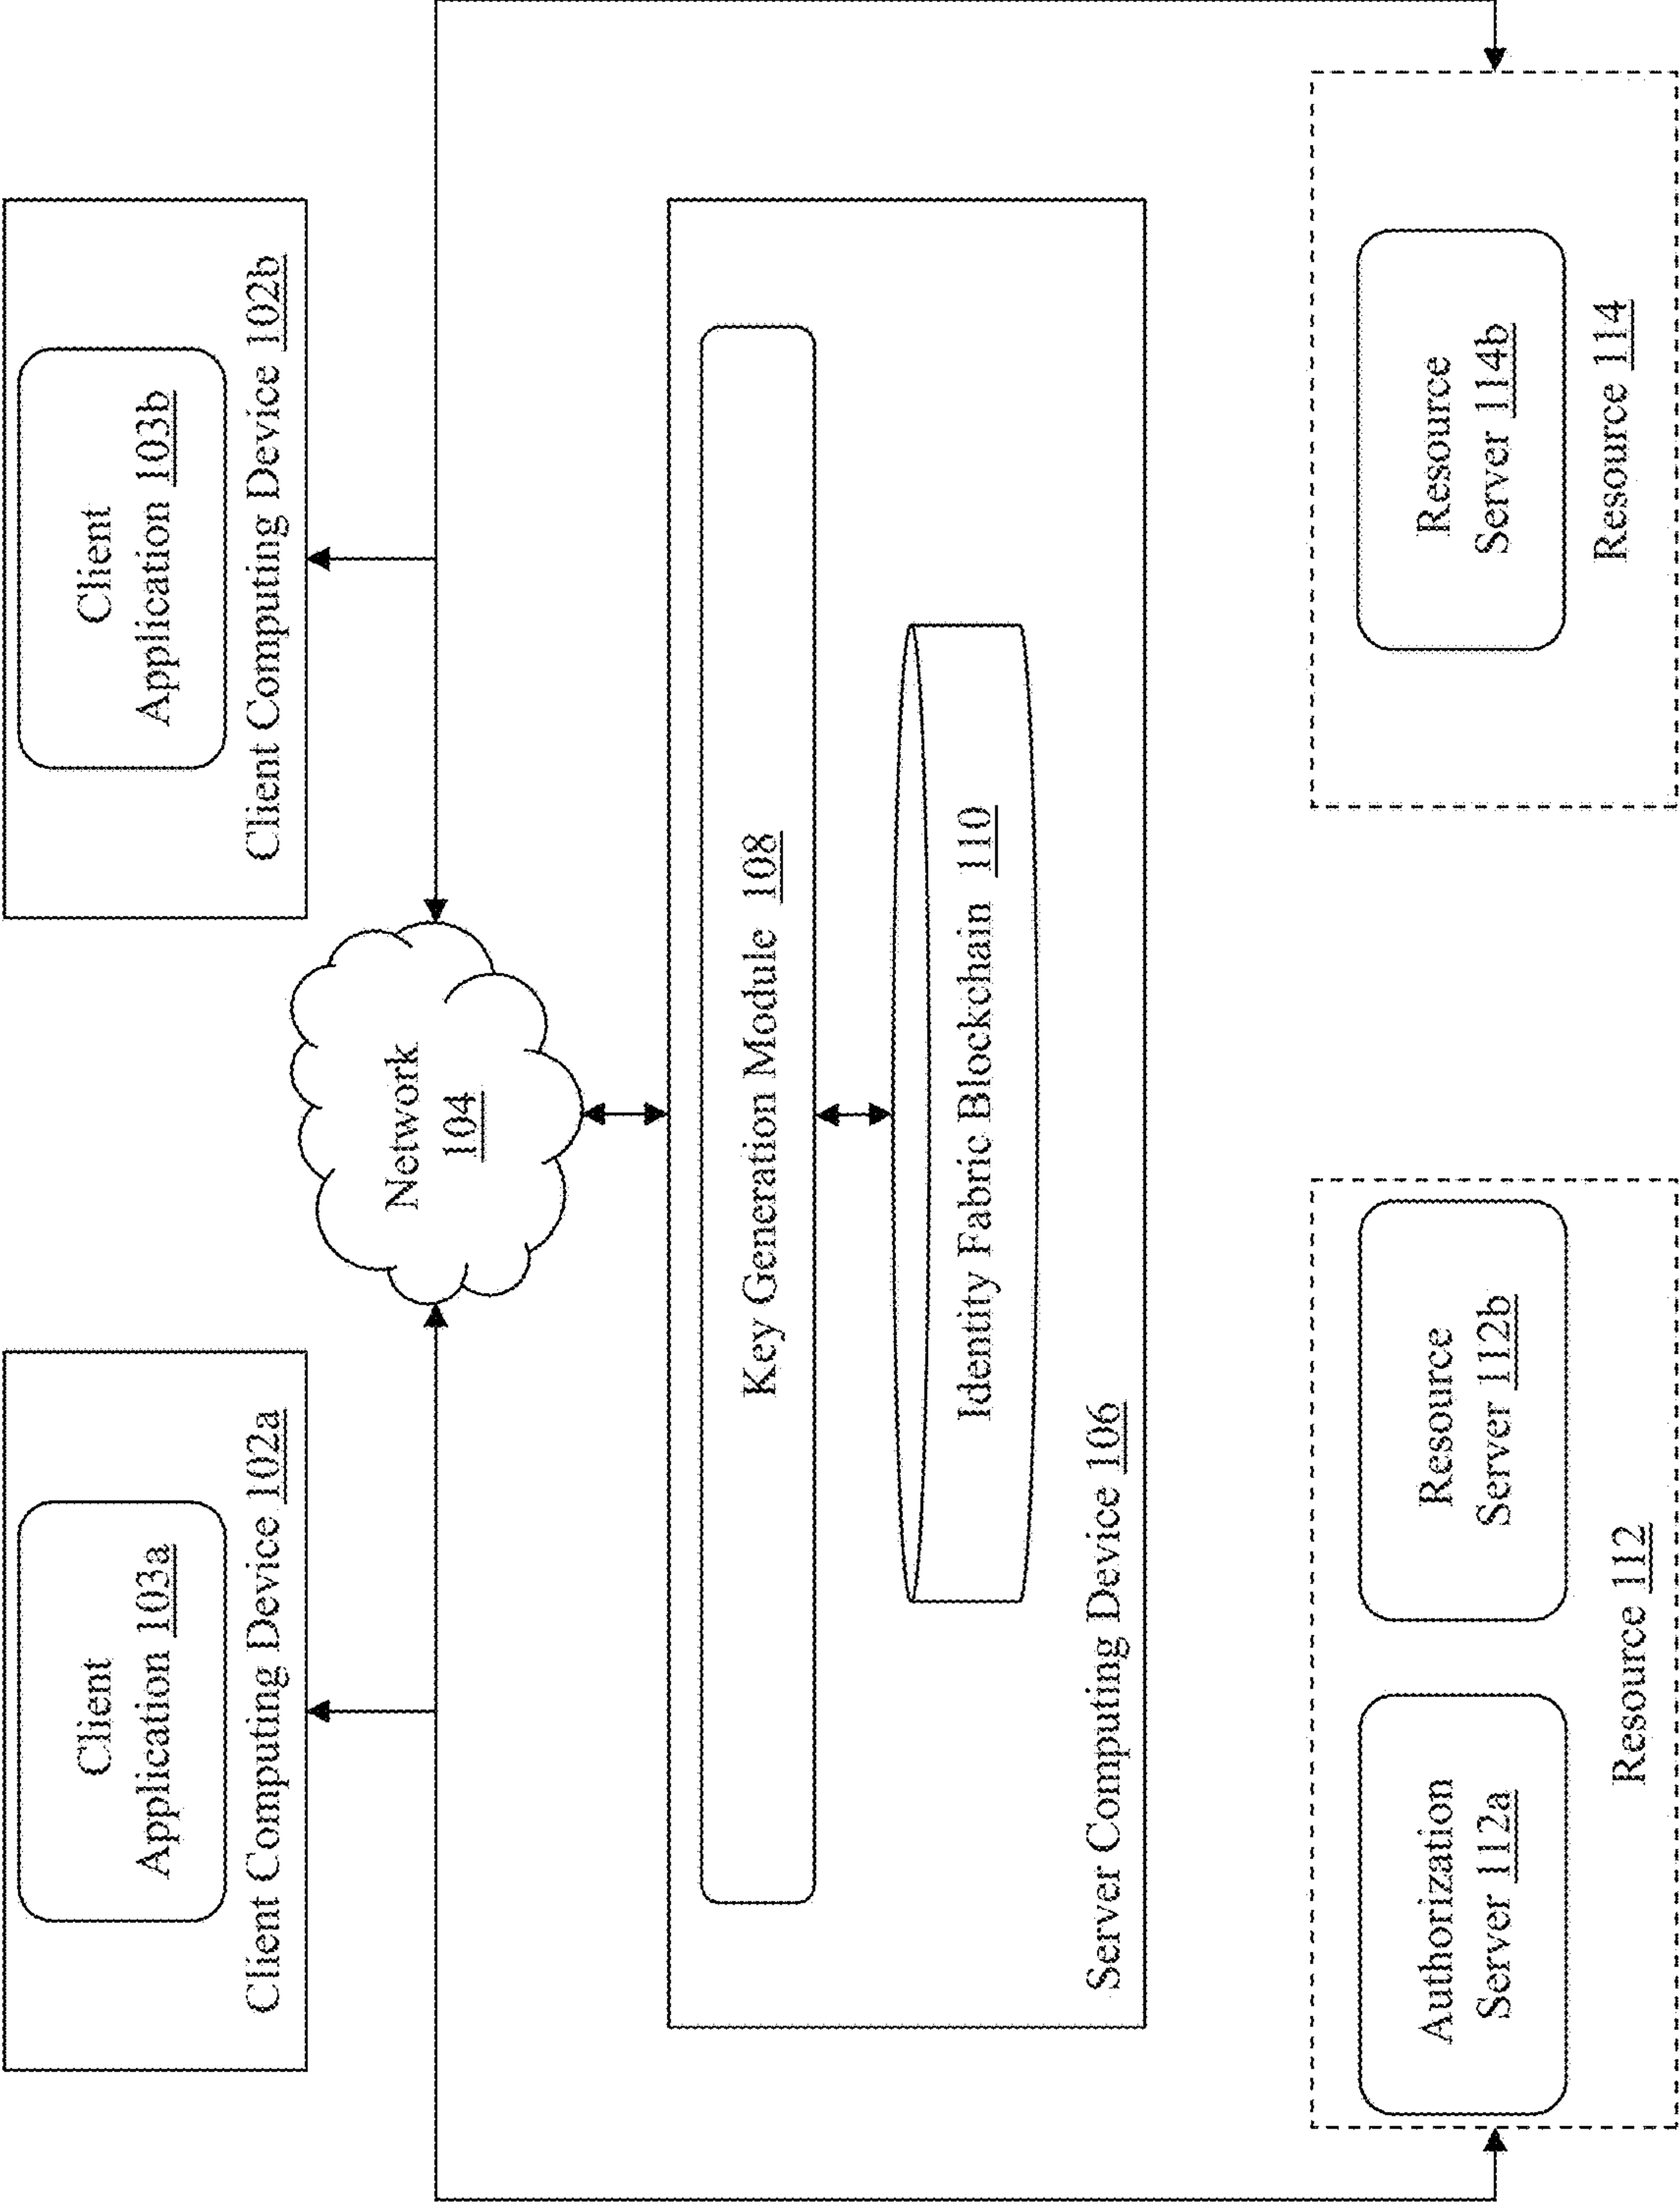 Client
Application 103a
Client Computing Device 102a
Client
Application 103b
Client Computing Device 102b
Network
104
Key Generation Module 108
Identity Fabric Blockchain 110
Server Computing Device 106
Authorization
Server 112a
Resource
Server 112b
Resource 112
Resource
Server 114b
Resource 114